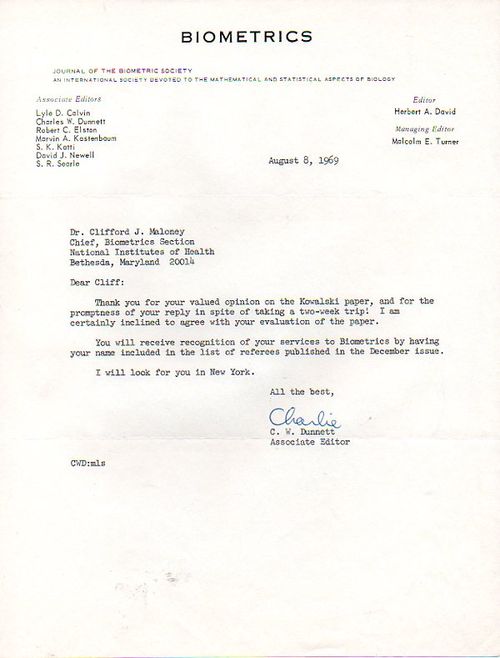 BIOMETRICS
JOURNAL OF THE BIOMETRIC SOCIETY
AN INTERNATIONAL SOCIETY DEVOTED TO THE MATHEMATICAL AND STATISTICAL ASPECTS OF BIOLOGY
Associate Editors
Lyle D. Calvin
Charles W. Dunnett
Robert C. Elston
Marvin A. Kastenbaum
S. K. Katti
David J. Newell
S. R. Searle
Editor
Herbert A. David
Managing Editor
Malcolm E. Turner
August 8, 1969
Dr. Clifford J. Maloney
Chief, Biometrics Section
National Institutes of Health
Bethesda, Maryland 20014
Dear Cliff:
Thank you for your valued opinion on the Kowalski paper, and for the
promptness of your reply in spite of taking a two-week trip! I am
certainly inclined to agree with your evaluation of the paper.
You will receive recognition of your services to Biometrics by having
your name included in the list of referees published in the December issue.
I will look for you in New York.
All the best,
Charlie
C. W. Dunnett
Associate Editor
CWD:mls